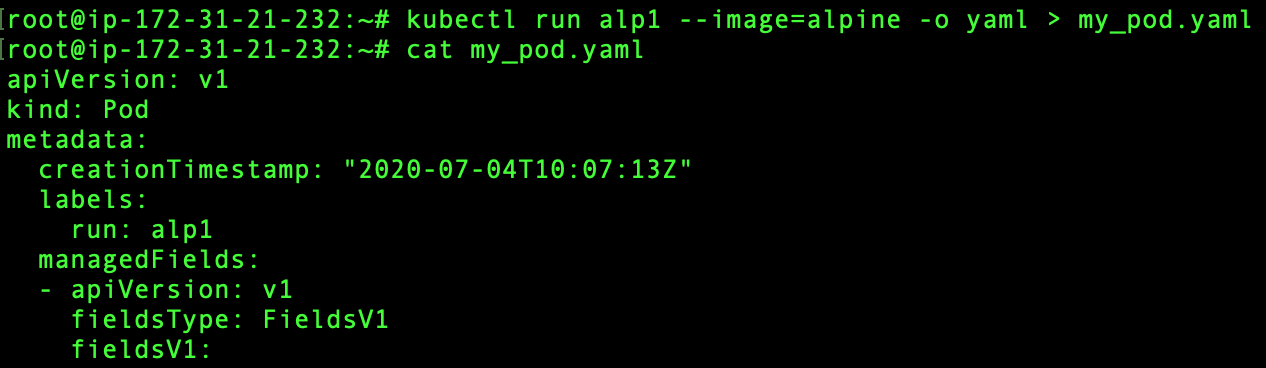 [root@ip-172-31-21-232:~# kubectl run alp1 --image=alpine -o yaml > my_pod.yaml
[root@ip-172-31-21-232:~# cat my_pod.yaml
apiVersion: v1
kind: Pod
metadata:
  creationTimestamp: "2020-07-04T10:07:13Z"
  labels:
    run: alp1
  managedFields:
  - apiVersion: v1
    fieldsType: FieldsV1
    fieldsV1: